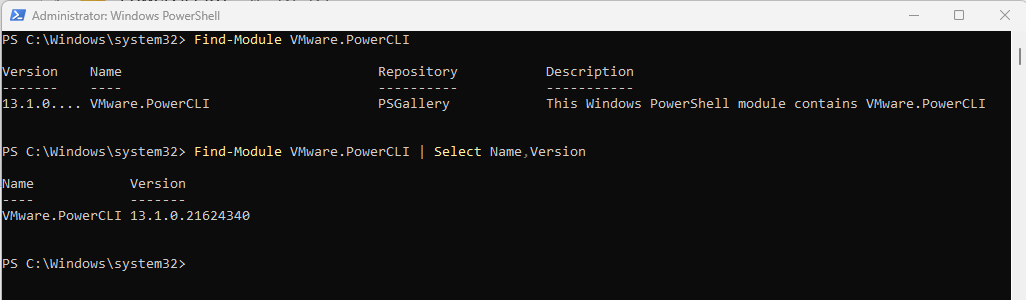 Administrator: Windows PowerShell
PS C:\Windows\system32> Find-Module VMware.PowerCLI
Version    Name                                Repository           Description
-------    ----                                ----------           -----------
13.1.0.... VMware.PowerCLI                     PSGallery            This Windows PowerShell module contains VMware.PowerCLI
PS C:\Windows\system32> Find-Module VMware.PowerCLI | Select Name,Version
Name            Version
----            -------
VMware.PowerCLI 13.1.0.21624340
PS C:\Windows\system32>